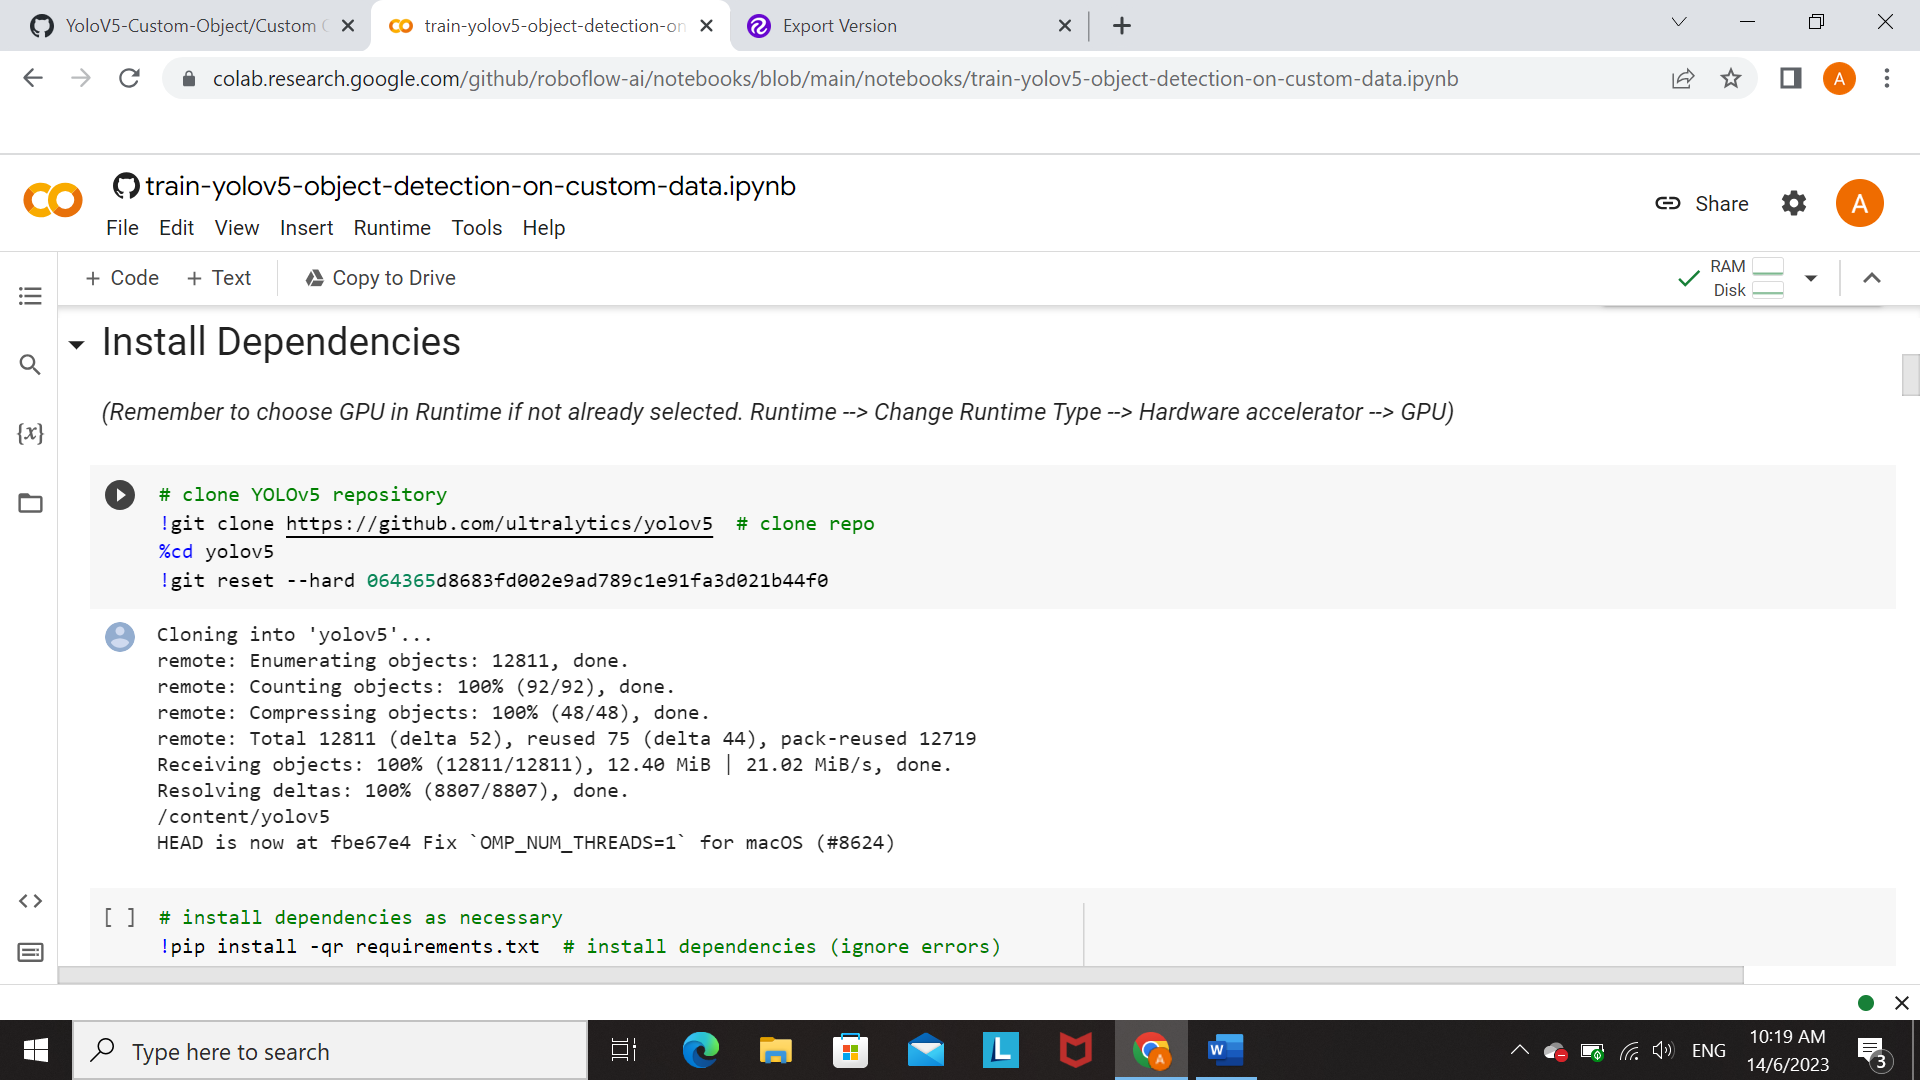 YoloV5-Custom-Object/Custom
train-yolov5-object-detection-on
Export Version
colab.research.google.com/github/roboflow-ai/notebooks/blob/main/notebooks/train-yolov5-object-detection-on-custom-data.ipynb
A
train-yolov5-object-detection-on-custom-data.ipynb
File Edit View Insert Runtime Tools Help
Share
A
+ Code + Text Copy to Drive
RAM
Disk
Install Dependencies
(Remember to choose GPU in Runtime if not already selected. Runtime --> Change Runtime Type --> Hardware accelerator --> GPU)
{x}
# clone YOLOv5 repository
!git clone https://github.com/ultralytics/yolov5 # clone repo
%cd yolov5
!git reset --hard 064365d8683fd002e9ad789c1e91fa3d021b44f0
Cloning into 'yolov5'...
remote: Enumerating objects: 12811, done.
remote: Counting objects: 100% (92/92), done.
remote: Compressing objects: 100% (48/48), done.
remote: Total 12811 (delta 52), reused 75 (delta 44), pack-reused 12719
Receiving objects: 100% (12811/12811), 12.40 MiB | 21.02 MiB/s, done.
Resolving deltas: 100% (8807/8807), done.
/content/yolov5
HEAD is now at fbe67e4 Fix `OMP_NUM_THREADS=1` for macOS (#8624)
[ ] # install dependencies as necessary
!pip install -qr requirements.txt # install dependencies (ignore errors)
Type here to search
L
A
W
ENG
10:19 AM
14/6/2023
3